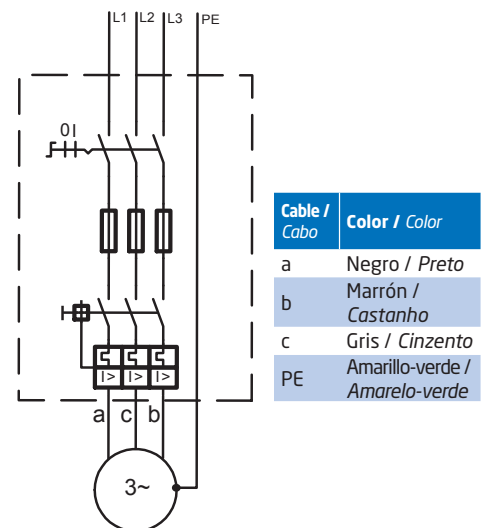 L1 L2 L3 PE
0 I
I> I> I>
a c b
3~
Cable / Color / Color
Cabo
a Negro / Preto
b Marrón /
Castanho
c Gris / Cinzento
PE Amarillo-verde /
Amarelo-verde